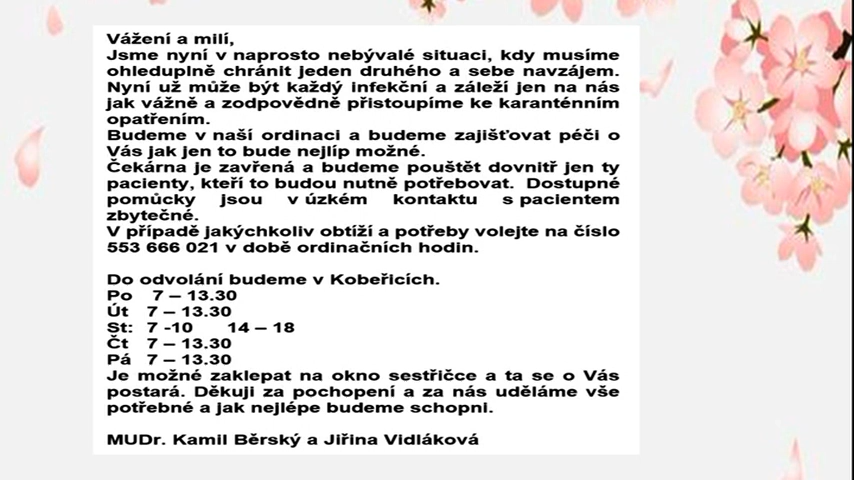 Vážení a milí,
Jsme nyní v naprosto nebývalé situaci, kdy musíme
ohleduplně chránit jeden druhého a sebe navzájem.
Nyní už může být každý infekční a záleží jen na nás
jak vážně a zodpovědně přistoupíme ke karanténním
opatřením.
Budeme v naší ordinaci a budeme zajišťovat péči o
Vás jak jen to bude nejlíp možné.
Čekárna je zavřená a budeme pouštět dovnitř jen ty
pacienty, kteří to budou nutně potřebovat. Dostupné
pomůcky jsou v úzkém kontaktu s pacientem
zbytečné.
V případě jakýchkoliv obtíží a potřeby volejte na číslo
553 666 021 v době ordinačních hodin.
Do odvolání budeme v Kobeřicích.
Po 7 – 13.30
Út 7 – 13.30
St: 7 -10 14 – 18
Čt 7 – 13.30
Pá 7 – 13.30
Je možné zaklepat na okno sestřičce a ta se o Vás
postará. Děkuji za pochopení a za nás uděláme vše
potřebné a jak nejlépe budeme schopni.
MUDr. Kamil Běrský a Jiřina Vidláková